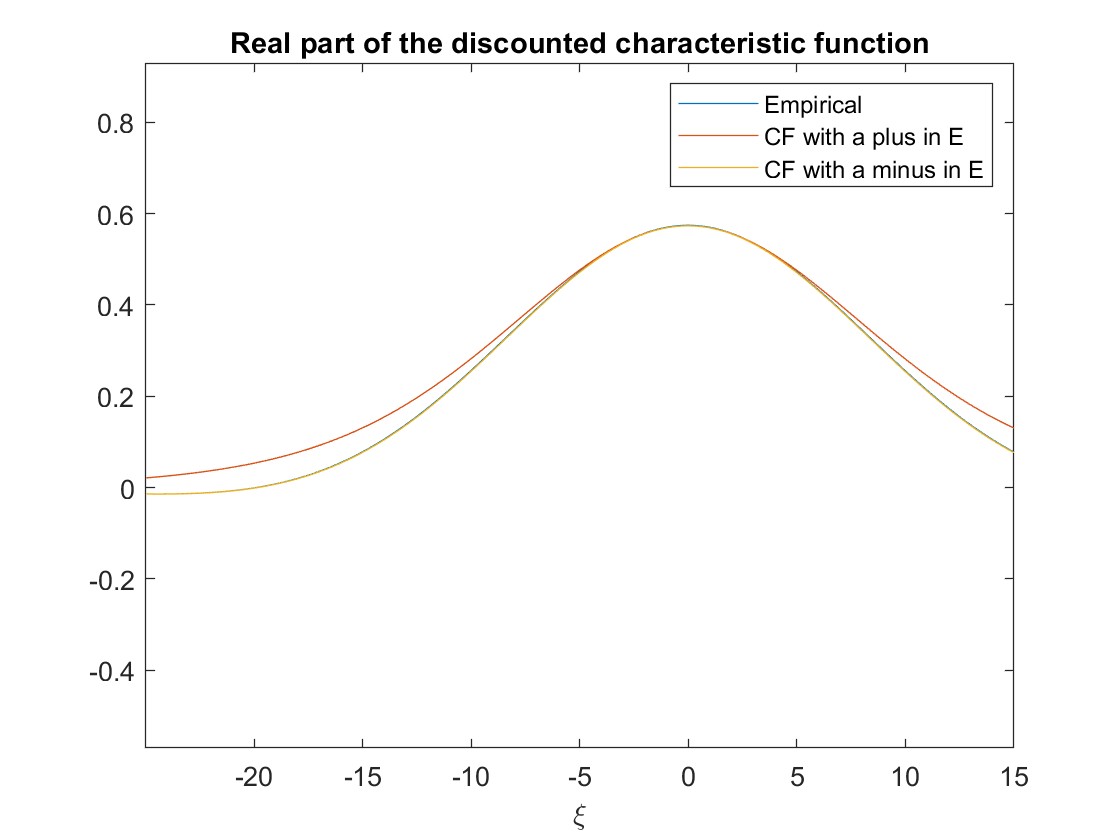 Real part of the discounted characteristic function
Empirical
CF with a plus in E
CF with a minus in E
0.8
0.6
0.4
0.2
0
-0.2
-0.4
-20 -15 -10 -5 0 5 10 15
ξ